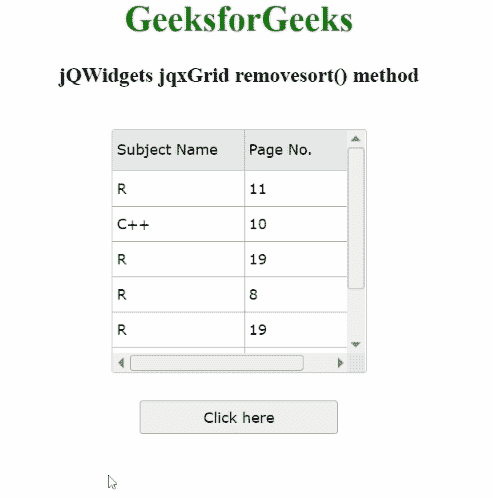 GeeksforGeeks
jQWidgets jqxGrid removesort() method
Subject Name Page No.
R 11
C++ 10
R 19
R 8
R 19
Click here